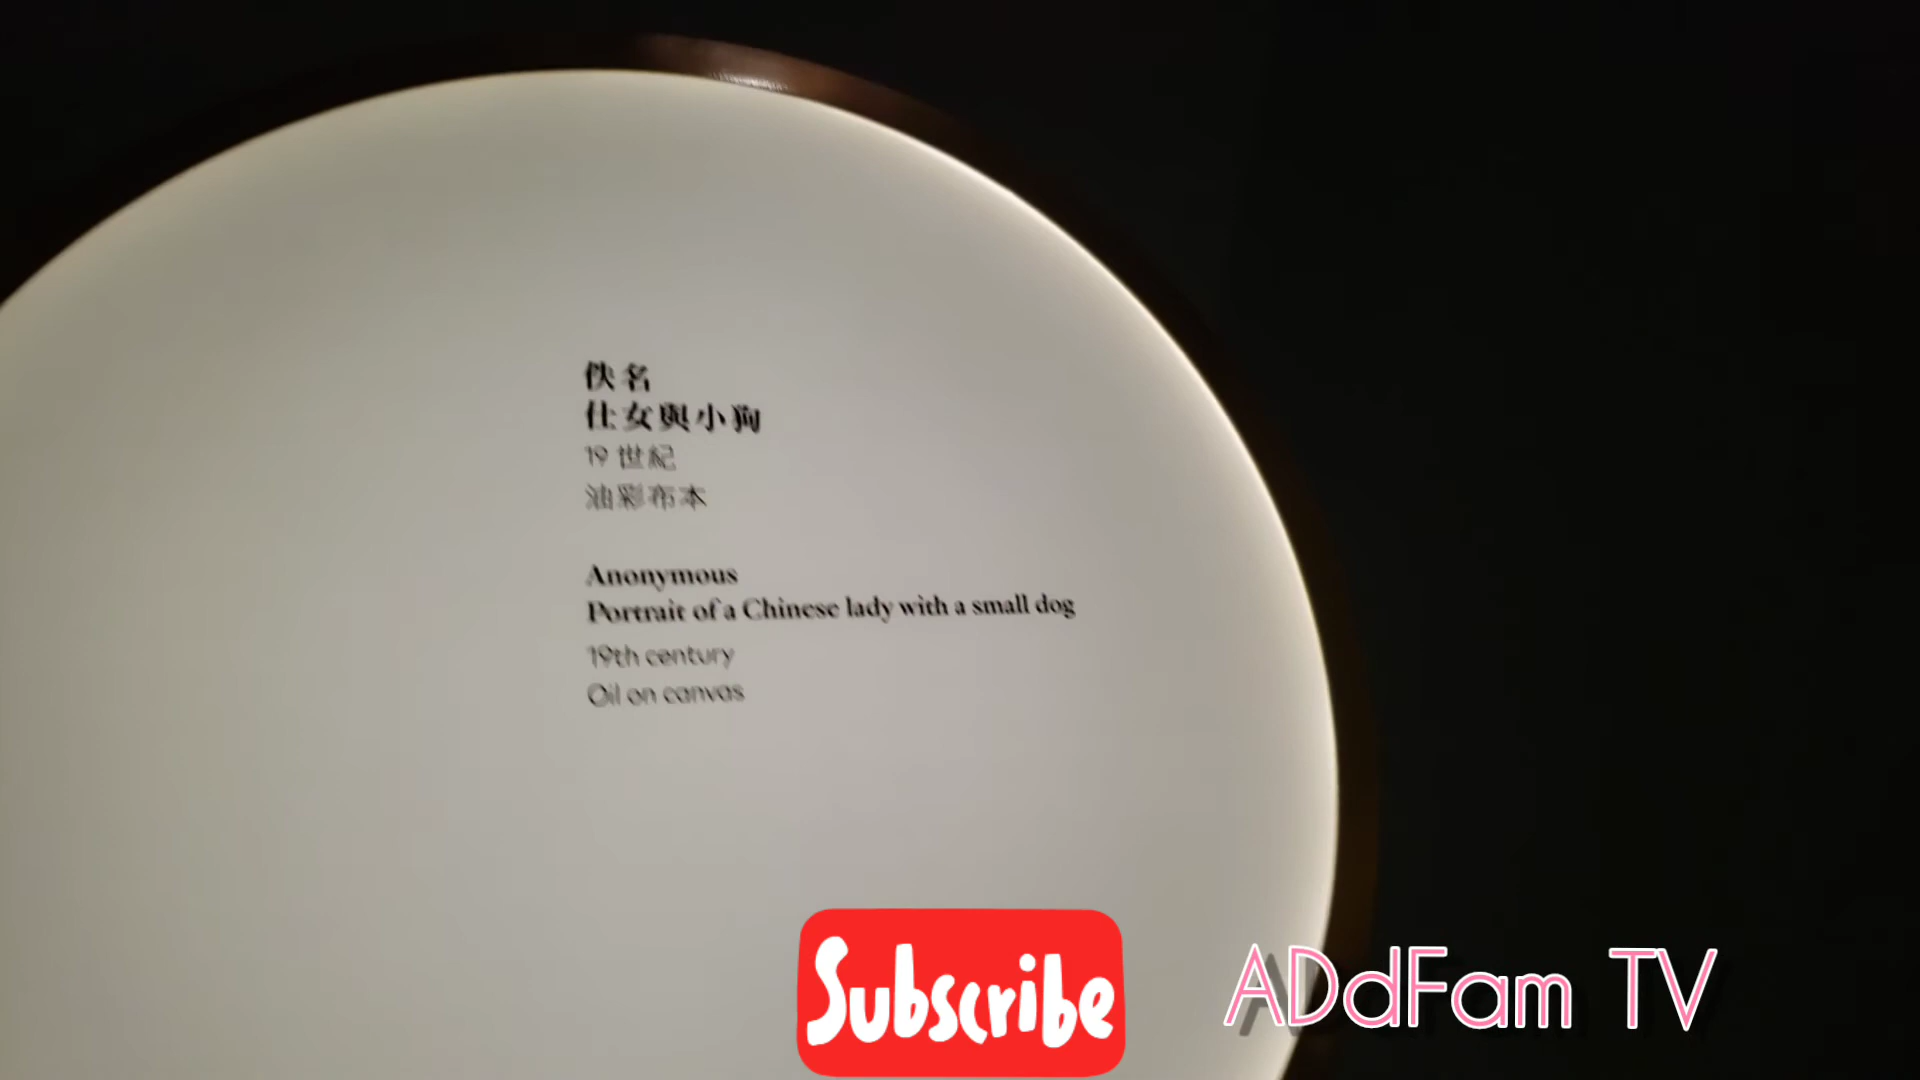 佚名
仕女與小狗
19 世紀
油彩布本
Anonymous
Portrait of a Chinese lady with a small dog
19th century
Oil on canvas
Subscribe
ADdFam TV